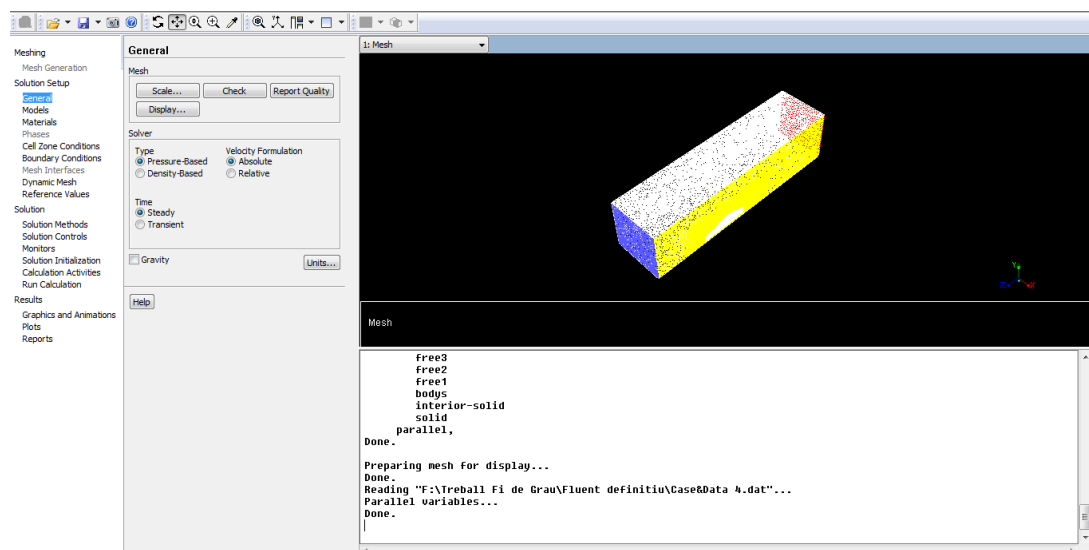 Meshing
Mesh Generation
Solution Setup
General
Models
Materials
Phases
Cell Zone Conditions
Boundary Conditions
Mesh Interfaces
Dynamic Mesh
Reference Values
Solution
Solution Methods
Solution Controls
Monitors
Solution Initialization
Calculation Activities
Run Calculation
Results
Graphics and Animations
Plots
Reports
General
Mesh
Scale... Check Report Quality
Display...
Solver
Type Velocity Formulation
Pressure-Based Absolute
Density-Based Relative
Time
Steady
Transient
Gravity Units...
Help
1: Mesh
Y
Z X
Mesh
free3
free2
free1
bodys
interior-solid
solid
parallel,
Done.
Preparing mesh for display...
Done.
Reading "F:\Treball Fi de Grau\Fluent definitiu\Case&Data 4.dat"...
Parallel variables...
Done.